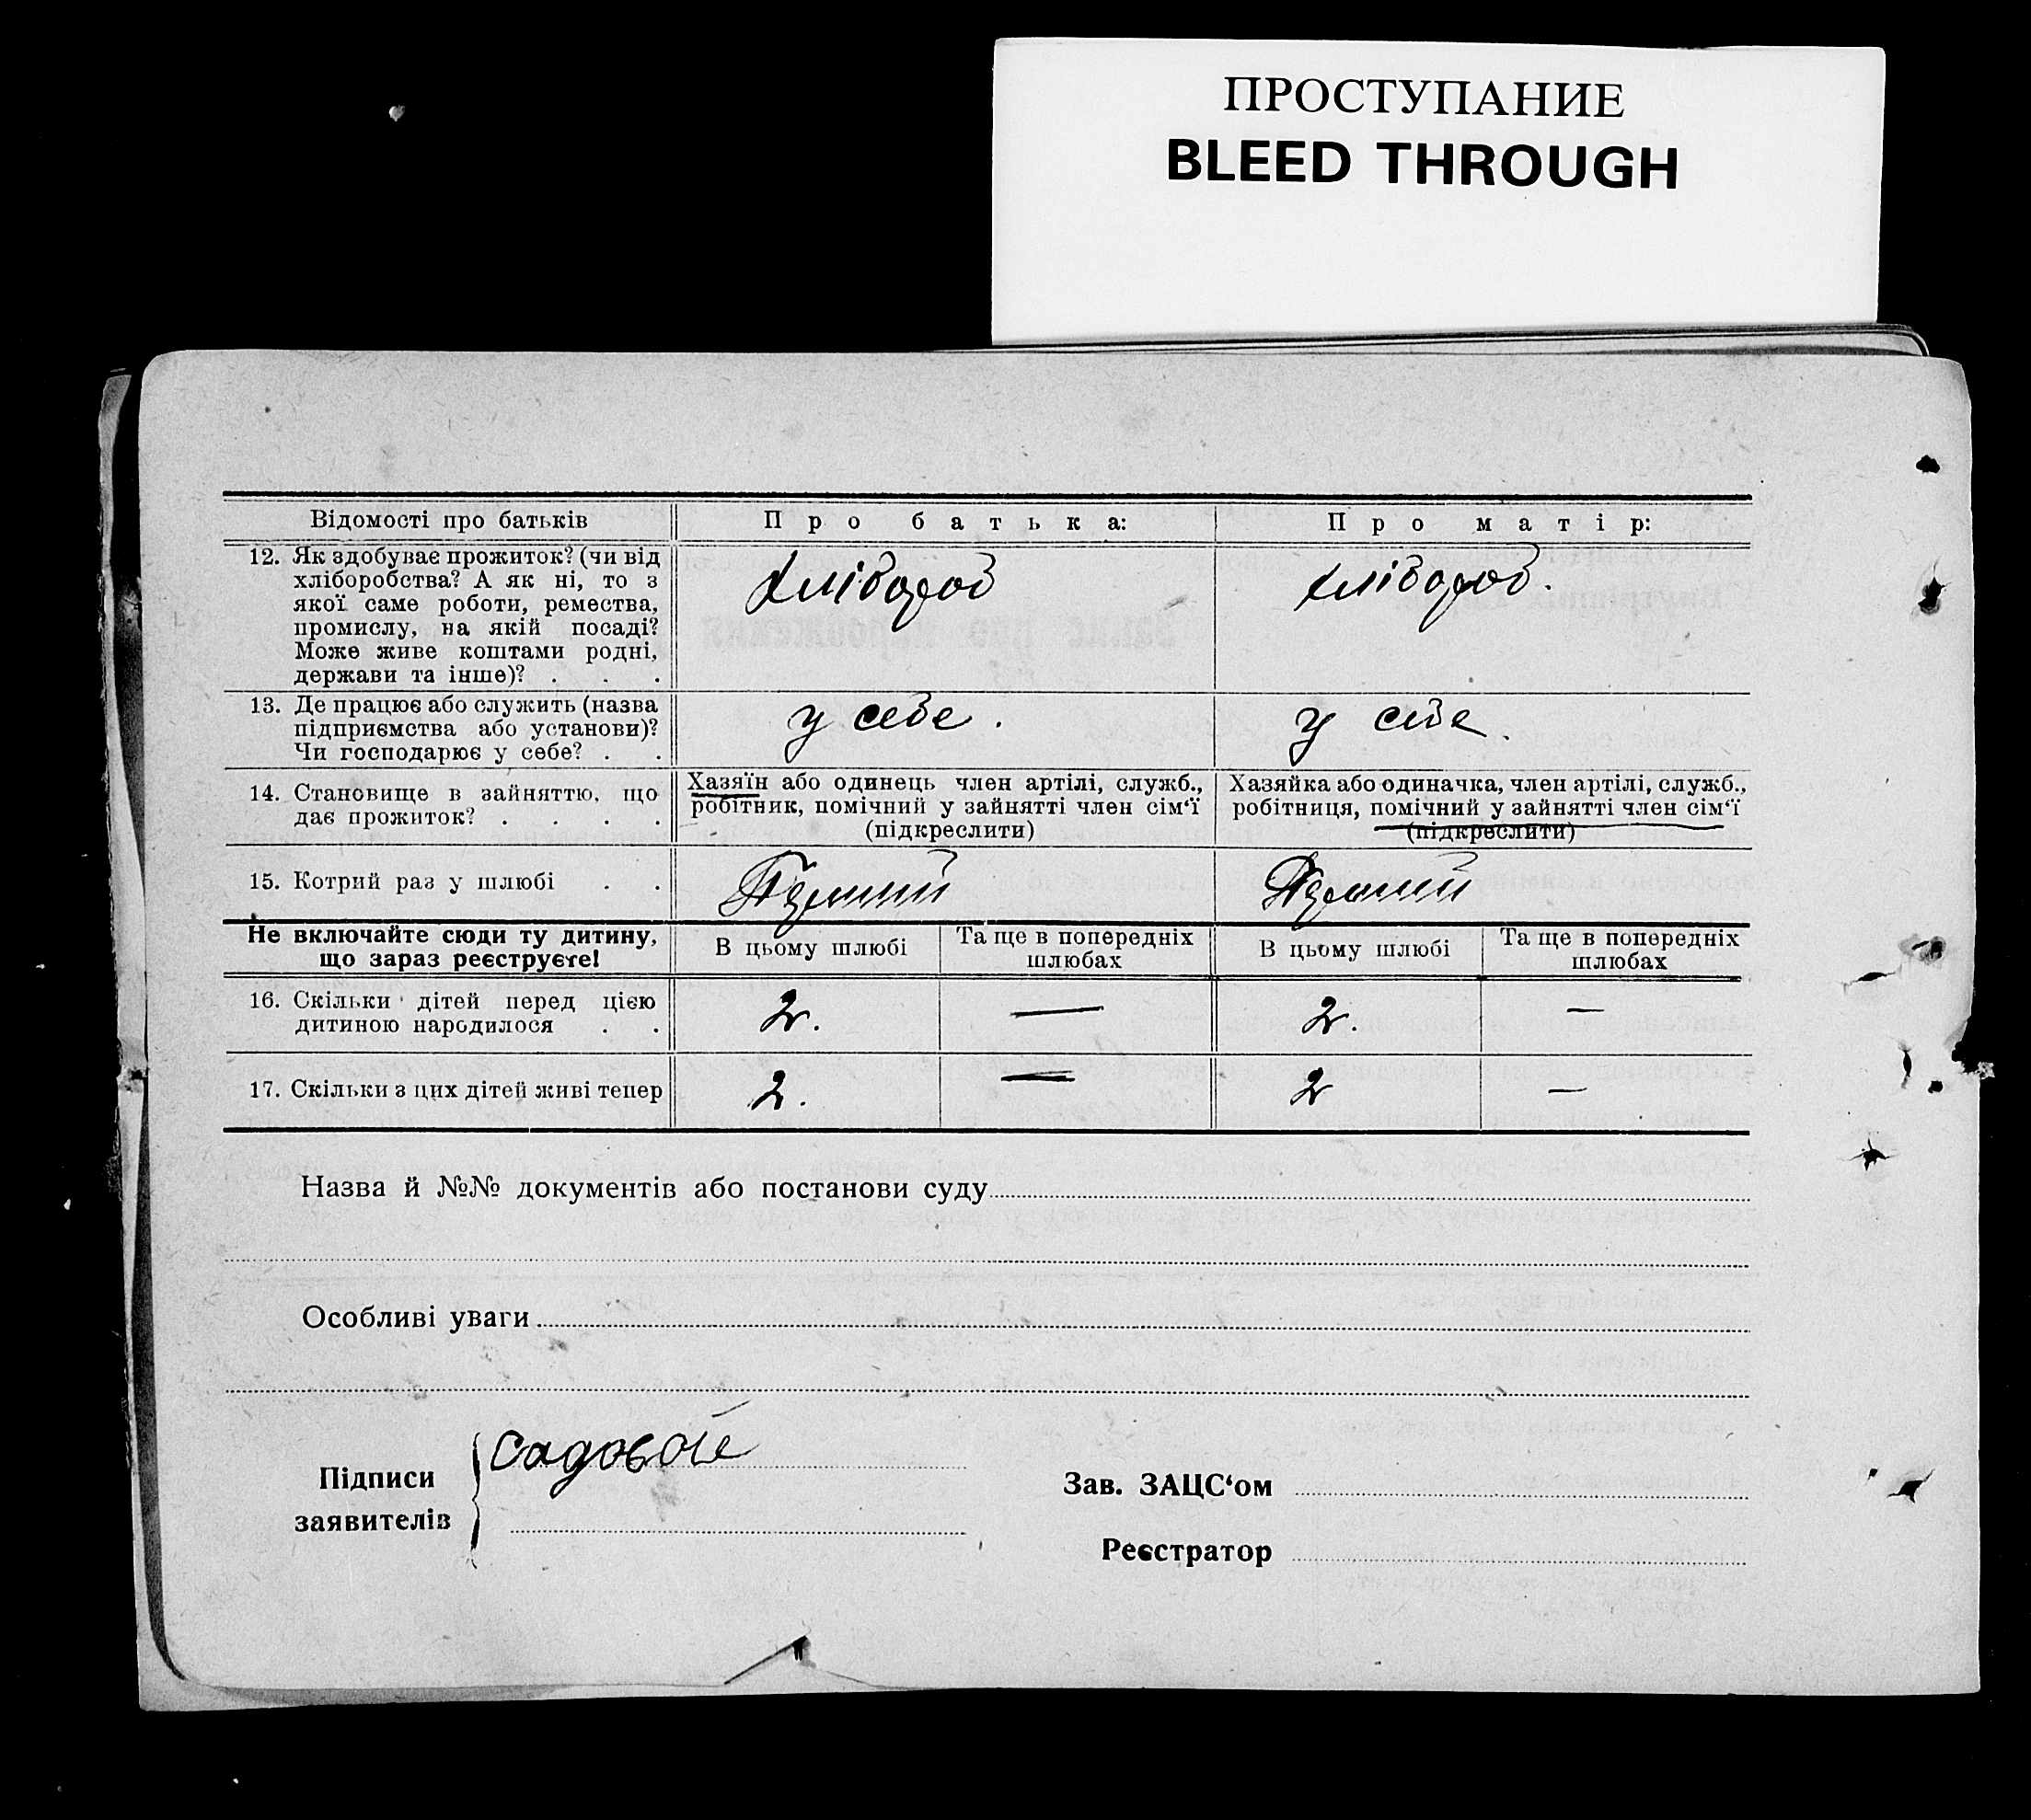 ПРОСТУПАНИЕ
BLEED THROUGH
Відомості про батьків
Про батька:
Про матір:
12. Як здобуває прожиток? (чи від
хліборобства? А як ні, то з
якої саме роботи, ремества,
промислу, на якій посаді?
Може живе коштами родні,
держави та інше)? . . .
хлібороб
хлібороб.
13. Де працює або служить (назва
підприємства або установи)?
Чи господарює у себе? . .
у себе.
у себе.
14. Становище в зайняттю, що
дає прожиток? . . . .
Хазяїн або одинець член артілі, служб.,
робітник, помічний у зайнятті член сім‘ї
(підкреслити)
Хазяйка або одиначка, член артілі, служб.,
робітниця, помічний у зайнятті член сім‘ї
(підкреслити)
15. Котрий раз у шлюбі . .
Не включайте сюди ту дитину,
що зараз реєструєте!
В цьому шлюбі
Та ще в попередніх
шлюбах
В цьому шлюбі
Та ще в попередніх
шлюбах
16. Скільки дітей перед цією
дитиною народилося . .
2. — 2. —
17. Скільки з цих дітей живі тепер
2. — 2 —
Назва й №№ документів або постанови суду
Особливі уваги
Підписи
заявителів
Садовой
Зав. ЗАЦС‘ом
Реєстратор